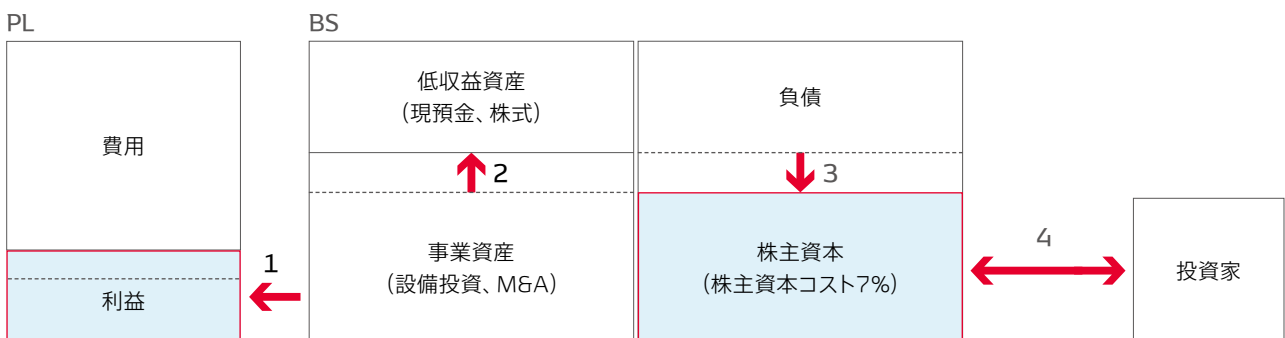 PL
BS
費用
利益
1
低収益資産
（現預金、株式）
2
事業資産
（設備投資、M&A）
負債
3
株主資本
（株主資本コスト7%）
4
投資家